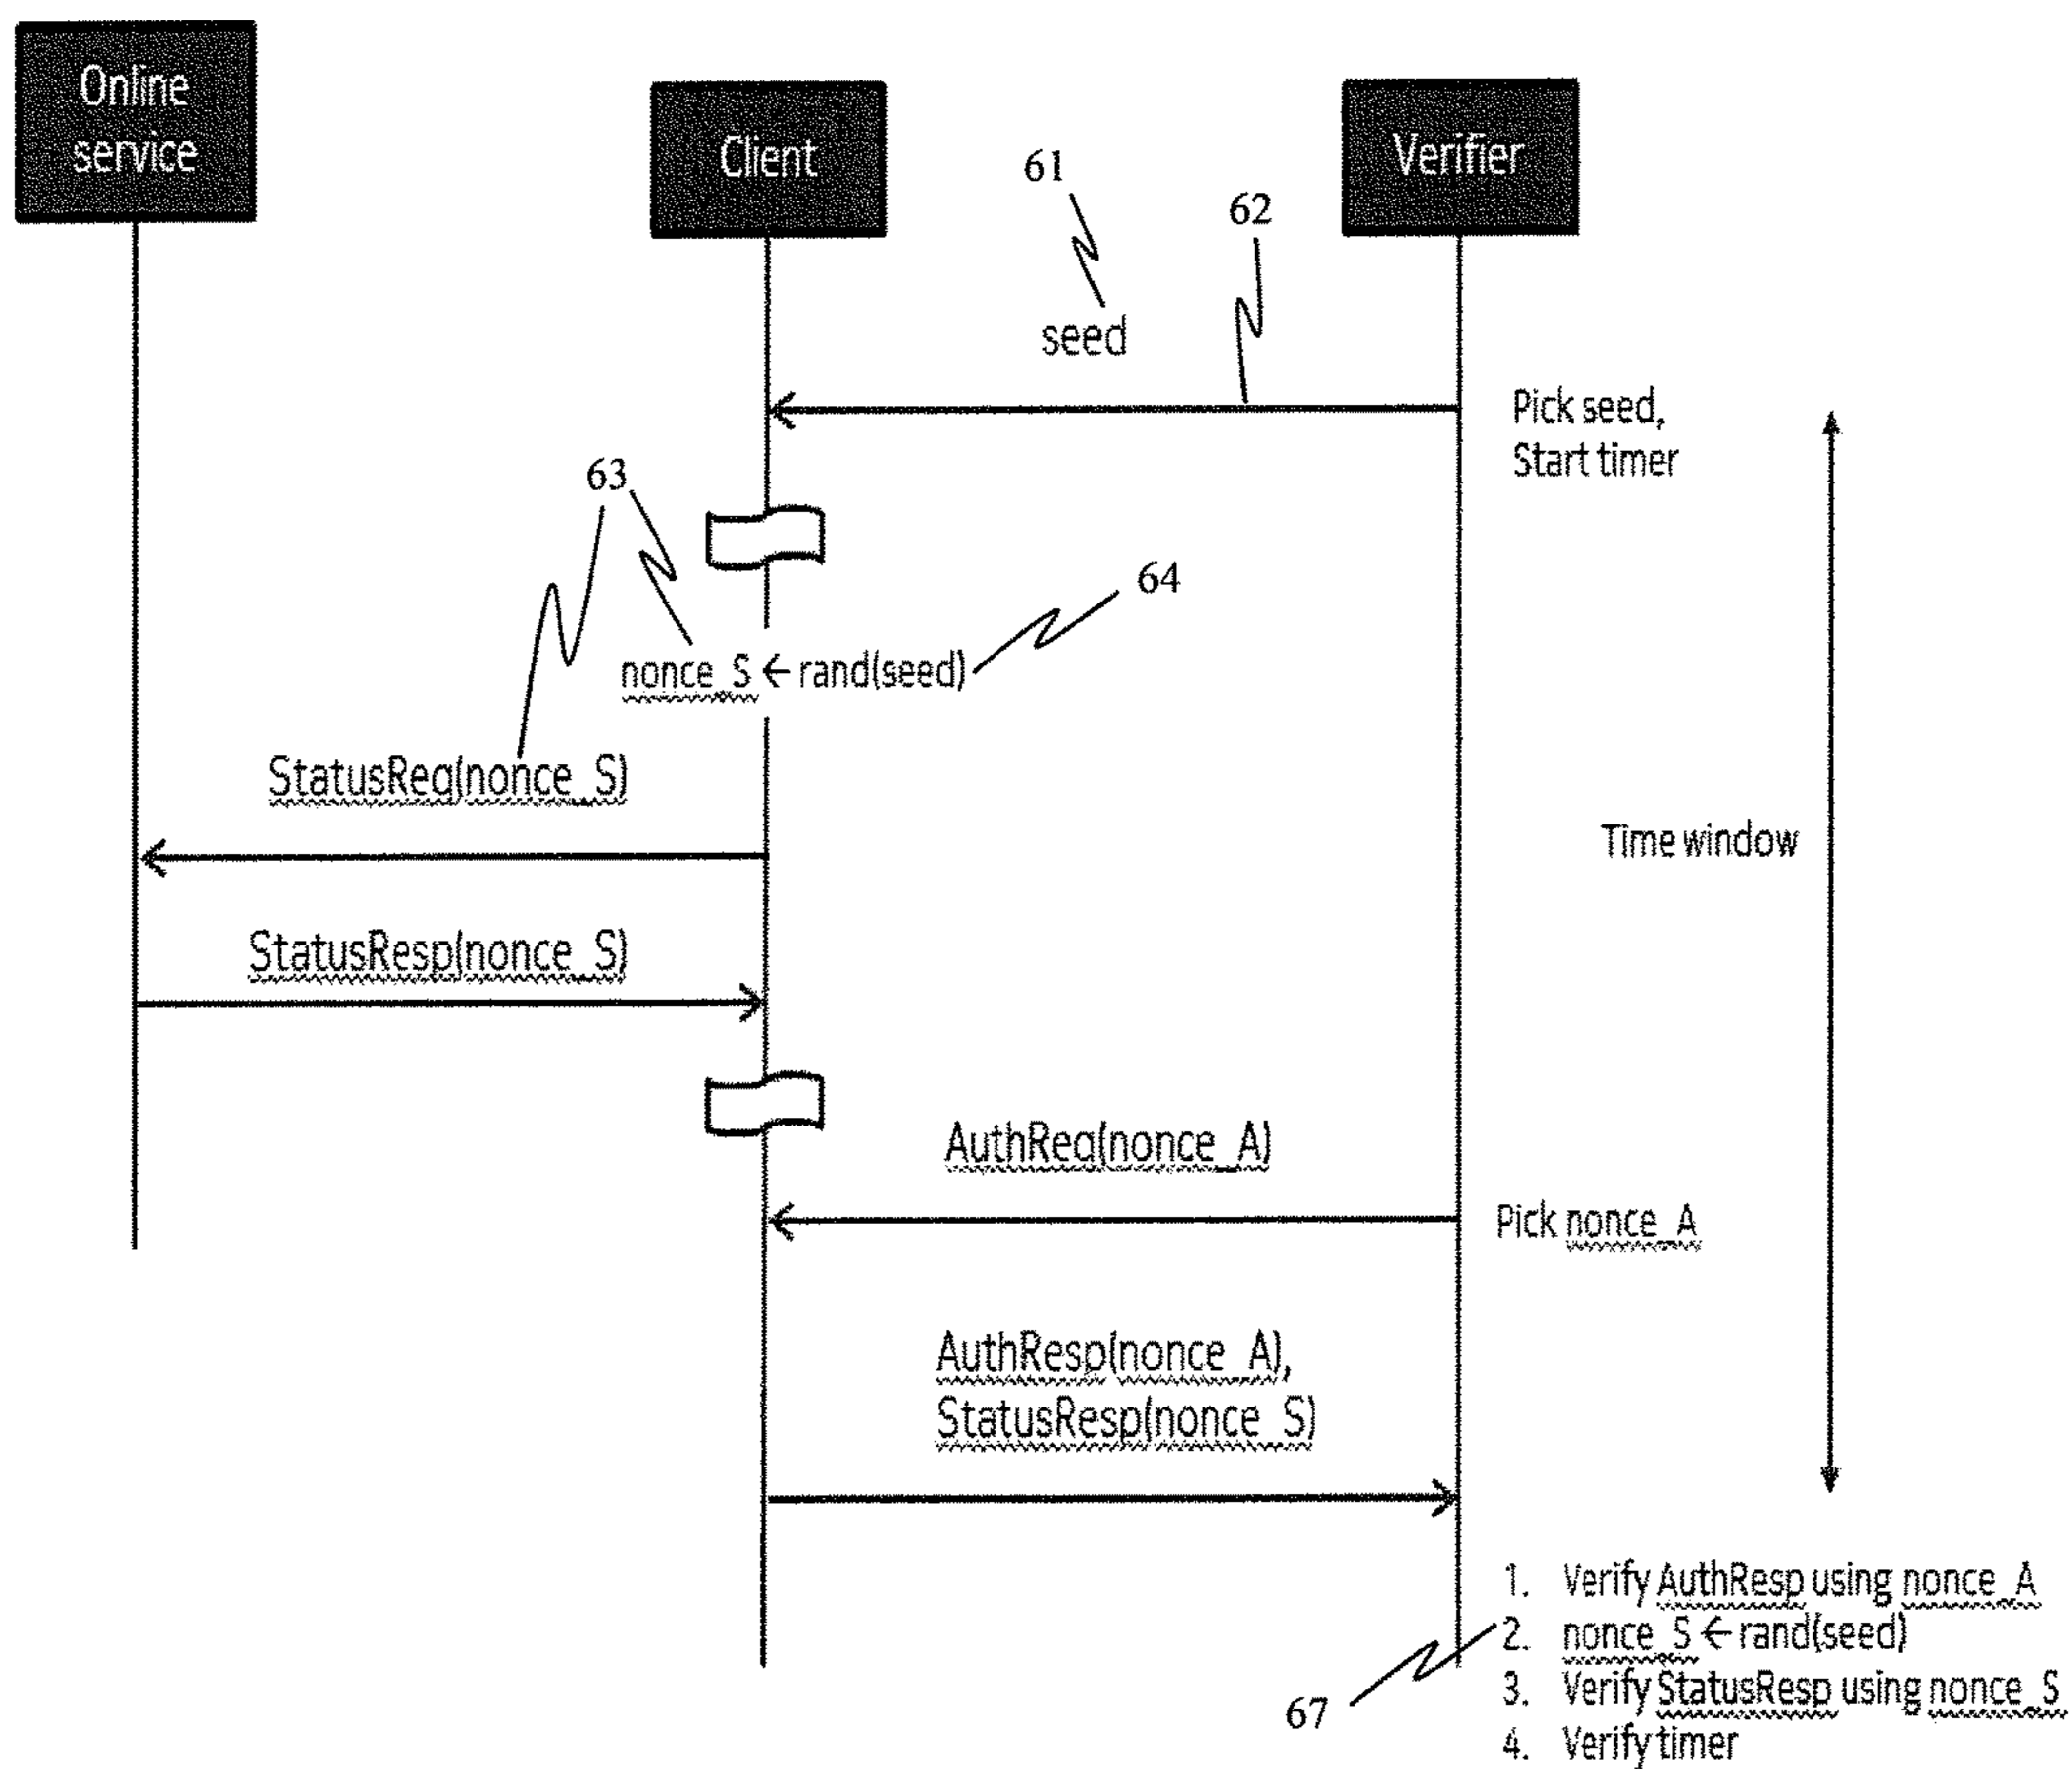 Online
service
Client
Verifier
61
62
seed
Pick seed,
Start timer
63
64
nonce_S ← rand(seed)
StatusReq(nonce_S)
Time window
StatusResp(nonce_S)
AuthReq(nonce_A)
Pick nonce_A
AuthResp(nonce_A),
StatusResp(nonce_S)
1. Verify AuthResp using nonce_A
2. nonce_S ← rand(seed)
3. Verify StatusResp using nonce_S
67
4. Verify timer